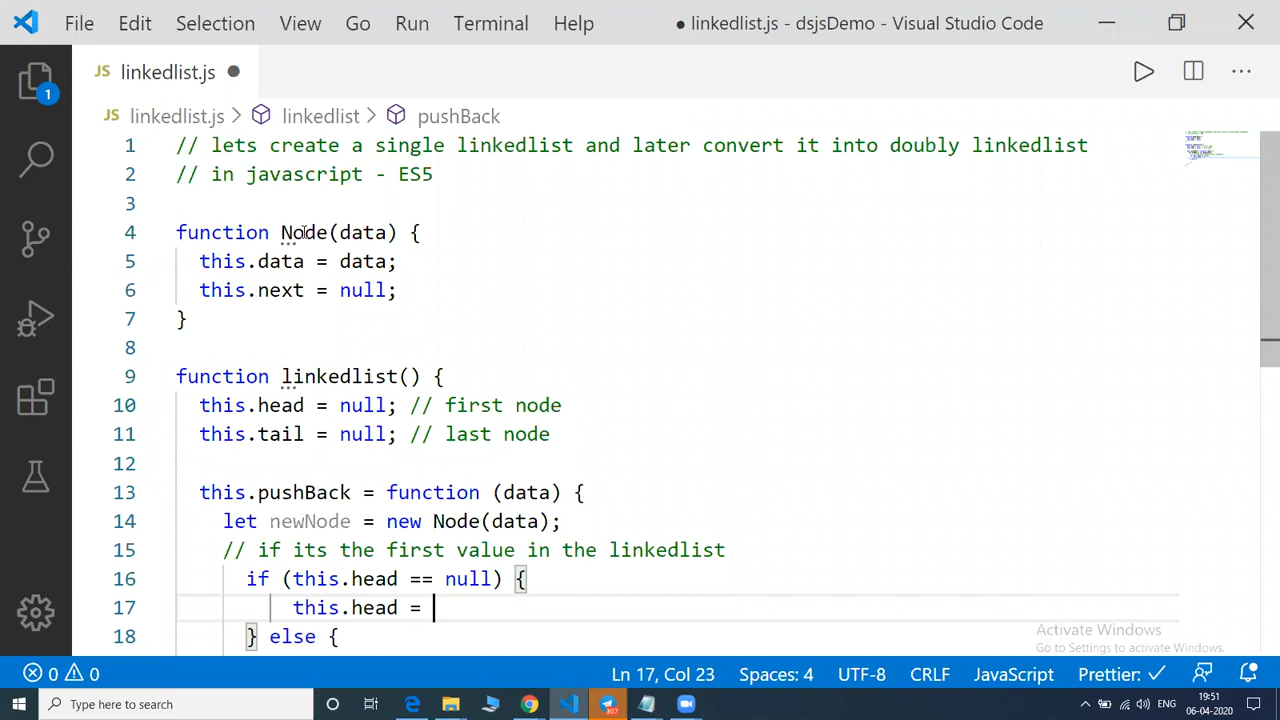 File Edit Selection View Go Run Terminal Help ● linkedlist.js - dsjsDemo - Visual Studio Code
JS linkedlist.js ●
1
JS linkedlist.js > linkedlist > pushBack
1 // lets create a single linkedlist and later convert it into doubly linkedlist
2 // in javascript - ES5
3
4 function Node(data) {
5 this.data = data;
6 this.next = null;
7 }
8
9 function linkedlist() {
10 this.head = null; // first node
11 this.tail = null; // last node
12
13 this.pushBack = function (data) {
14 let newNode = new Node(data);
15 // if its the first value in the linkedlist
16 if (this.head == null) {
17 this.head =
18 } else {
Activate Windows
Go to Settings to activate Windows.
0 0 Ln 17, Col 23 Spaces: 4 UTF-8 CRLF JavaScript Prettier: ✓
Type here to search
ENG
19:51
06-04-2020